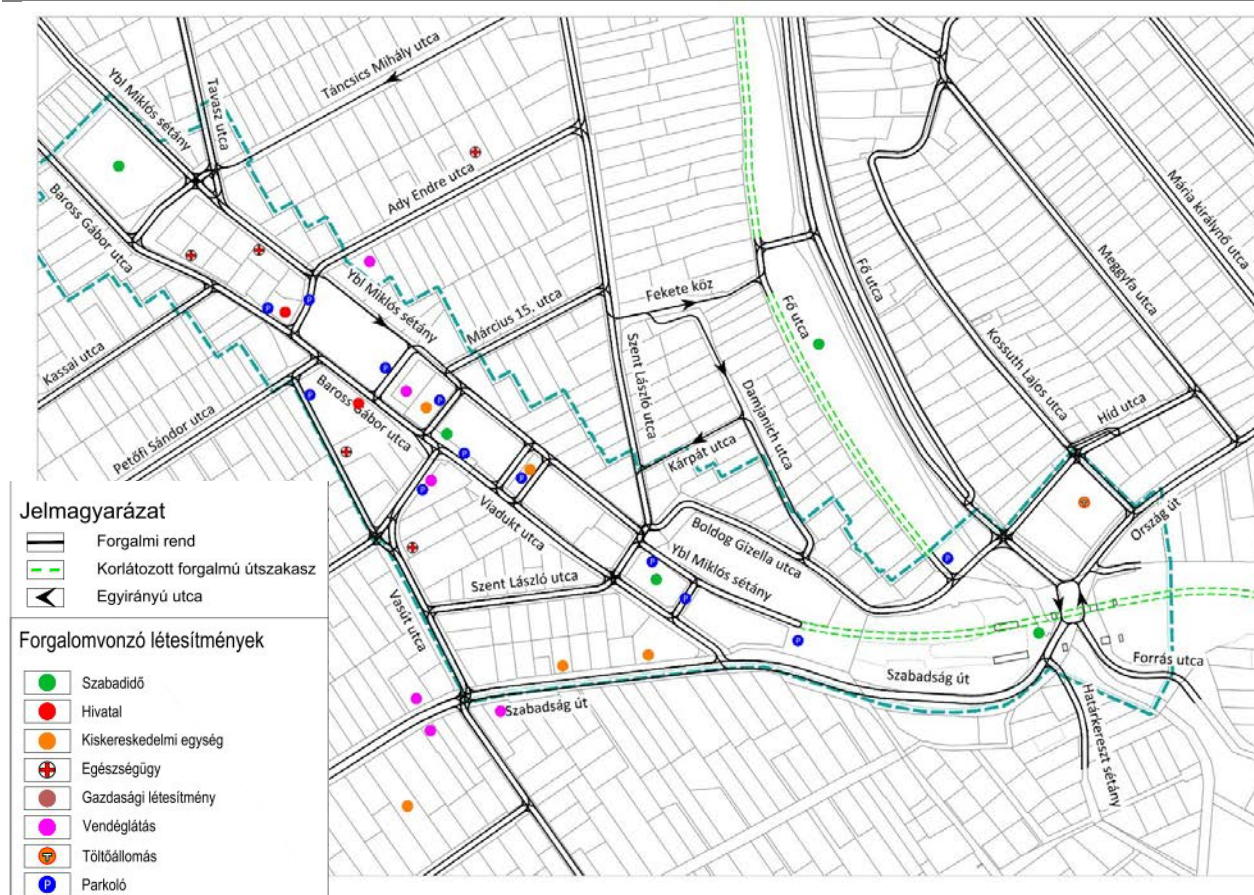 Ybl Miklós sétány
Tavasz utca
Táncsics Mihály utca
Ady Endre utca
Baross Gábor utca
Ybl Miklós sétány
Március 15. utca
Fekete köz
Fő utca
Fő utca
Mária királynő utca
Meggyfa utca
Kossuth Lajos utca
Híd utca
Ország út
Kassai utca
Petőfi Sándor utca
Baross Gábor utca
Szent László utca
Damjanich utca
Kárpát utca
Viadukt utca
Boldog Gizella utca
Ybl Miklós sétány
Szent László utca
Vasút utca
Szabadság út
Szabadság út
Forrás utca
Határkereszt sétány
Jelmagyarázat
Forgalmi rend
Korlátozott forgalmú útszakasz
Egyirányú utca
Forgalomvonzó létesítmények
Szabadidő
Hivatal
Kiskereskedelmi egység
Egészségügy
Gazdasági létesítmény
Vendéglátás
Töltőállomás
P Parkoló
P
P
P
P
P
P
P
P
P
P
P
P